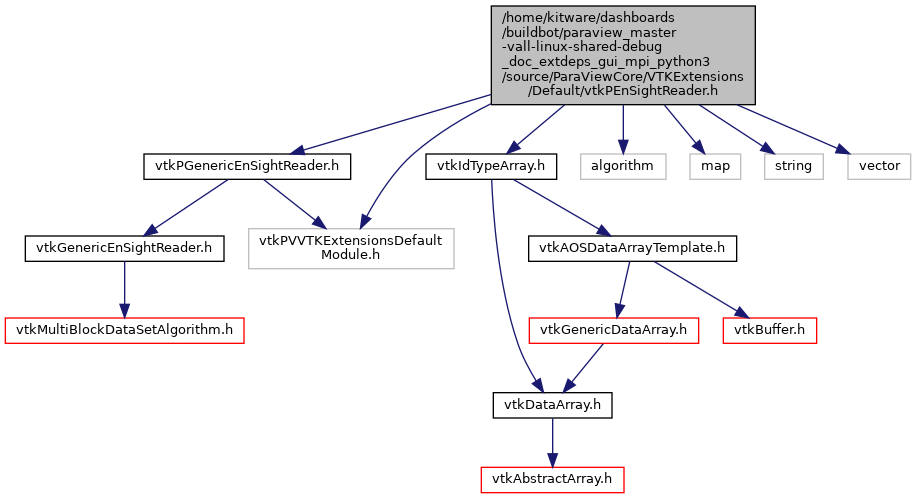 /home/kitware/dashboards
/buildbot/paraview_master
-vall-linux-shared-debug
_doc_extdeps_gui_mpi_python3
/source/ParaViewCore/VTKExtensions
/Default/vtkPEnSightReader.h
vtkPGenericEnSightReader.h
vtkIdTypeArray.h
algorithm
map
string
vector
vtkGenericEnSightReader.h
vtkPVVTKExtensionsDefault
Module.h
vtkAOSDataArrayTemplate.h
vtkMultiBlockDataSetAlgorithm.h
vtkGenericDataArray.h
vtkBuffer.h
vtkDataArray.h
vtkAbstractArray.h